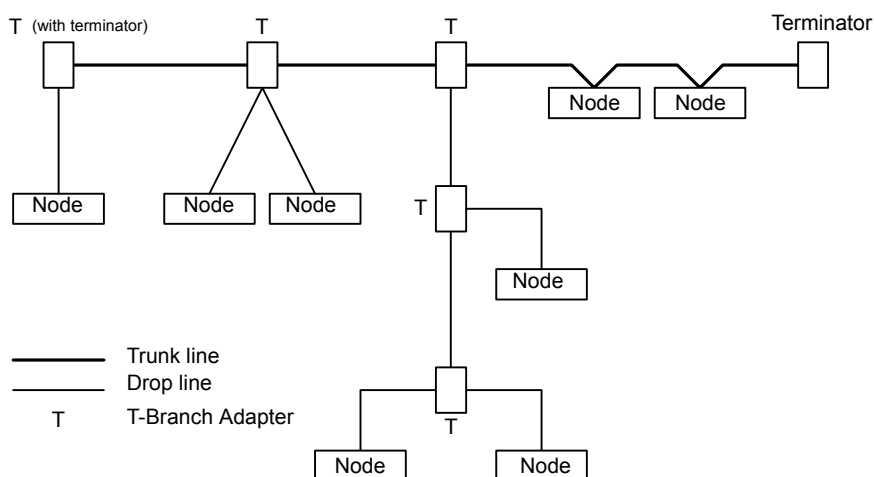 T (with terminator)
T
T
Terminator
Node
Node
Node
Node
Node
T
Node
Trunk line
Drop line
T T-Branch Adapter
T
Node
Node